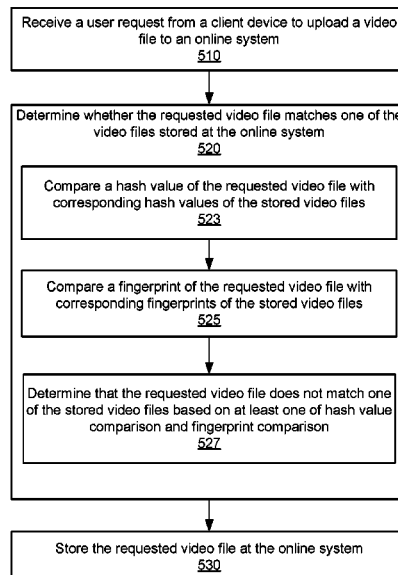 Receive a user request from a client device to upload a video
file to an online system
510
Determine whether the requested video file matches one of the
video files stored at the online system
520
Compare a hash value of the requested video file with
corresponding hash values of the stored video files
523
Compare a fingerprint of the requested video file with
corresponding fingerprints of the stored video files
525
Determine that the requested video file does not match one
of the stored video files based on at least one of hash value
comparison and fingerprint comparison
527
Store the requested video file at the online system
530